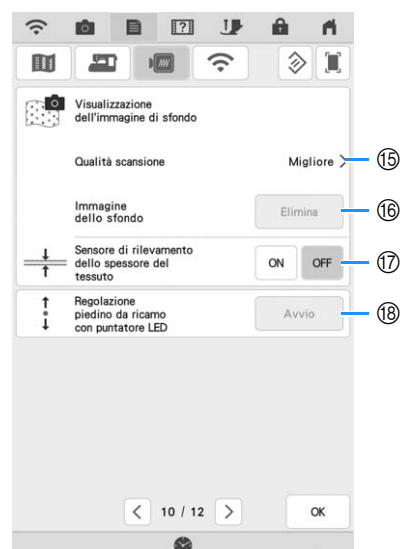 Visualizzazione
dell'immagine di sfondo
Qualità scansione
Migliore >
⑮
Immagine
dello sfondo
Elimina
⑯
Sensore di rilevamento
dello spessore del
tessuto
ON
OFF
⑰
Regolazione
piedino da ricamo
con puntatore LED
Avvio
⑱
< 10 / 12 >
OK